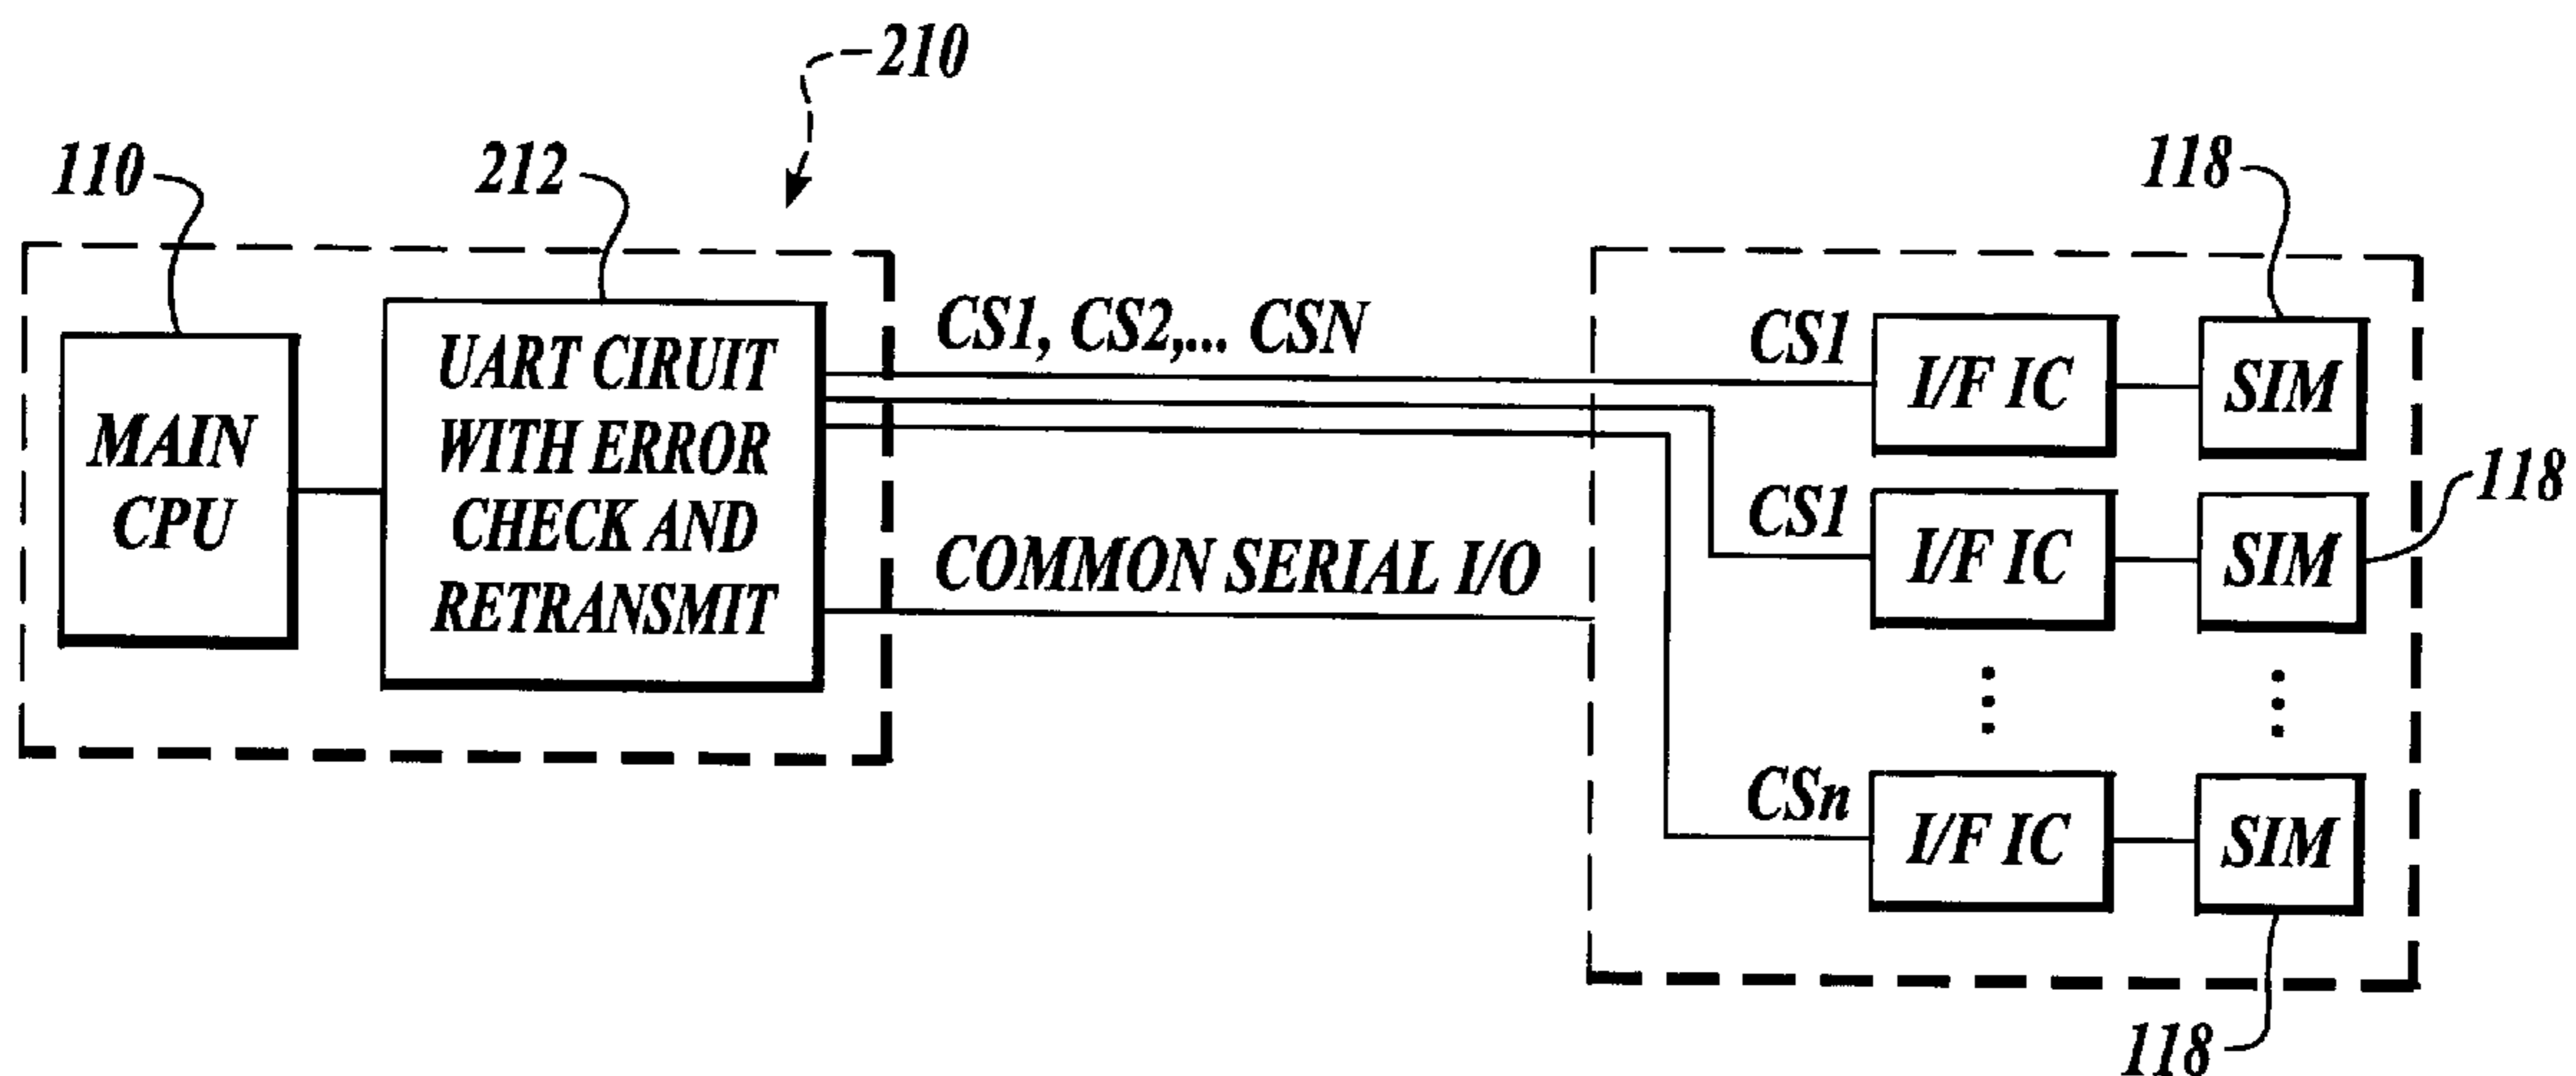 210
110
212
118
CS1, CS2,... CSN
CS1
I/F IC
SIM
MAIN
CPU
UART CIRUIT
WITH ERROR
CHECK AND
RETRANSMIT
118
CS1
I/F IC
SIM
COMMON SERIAL I/O
CSn
I/F IC
SIM
118